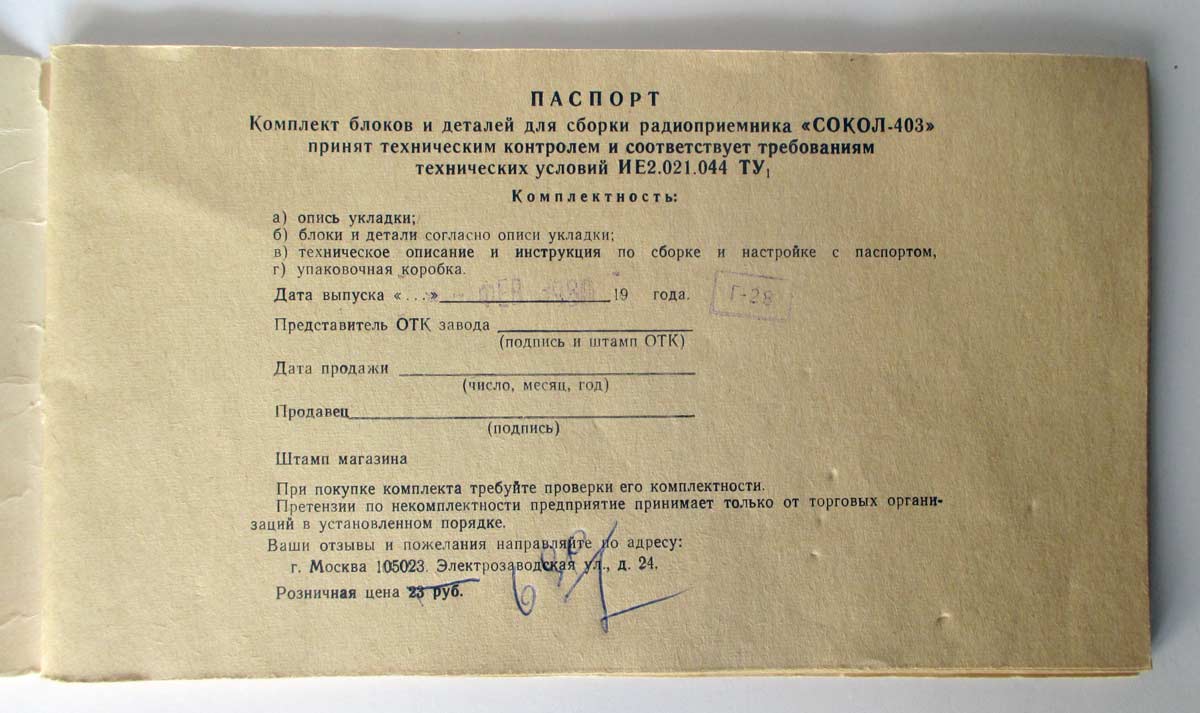 ПАСПОРТ
Комплект блоков и деталей для сборки радиоприемника «СОКОЛ-403»
принят техническим контролем и соответствует требованиям
технических условий ИЕ2.021.044 ТУ₁
Комплектность:
а) опись укладки;
б) блоки и детали согласно описи укладки;
в) техническое описание и инструкция по сборке и настройке с паспортом,
г) упаковочная коробка.
Дата выпуска «...» ФЕВ 1980 19 года. Г-28
Представитель ОТК завода
(подпись и штамп ОТК)
Дата продажи
(число, месяц, год)
Продавец
(подпись)
Штамп магазина
При покупке комплекта требуйте проверки его комплектности.
Претензии по некомплектности предприятие принимает только от торговых органи-
заций в установленном порядке.
Ваши отзывы и пожелания направляйте по адресу:
г. Москва 105023. Электрозаводская ул., д. 24.
Розничная цена 23 руб.